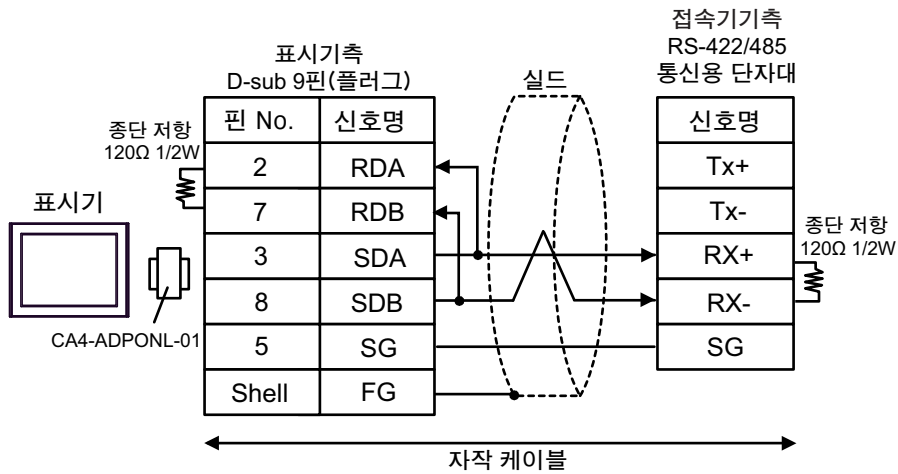 접속기기측
RS-422/485
통신용 단자대
표시기측
D-sub 9핀(플러그)
실드
핀 No. 신호명
신호명
종단 저항
120Ω 1/2W
2 RDA
Tx+
7 RDB
Tx-
표시기
3 SDA
RX+
종단 저항
120Ω 1/2W
8 SDB
RX-
CA4-ADPONL-01
5 SG
SG
Shell FG
자작 케이블